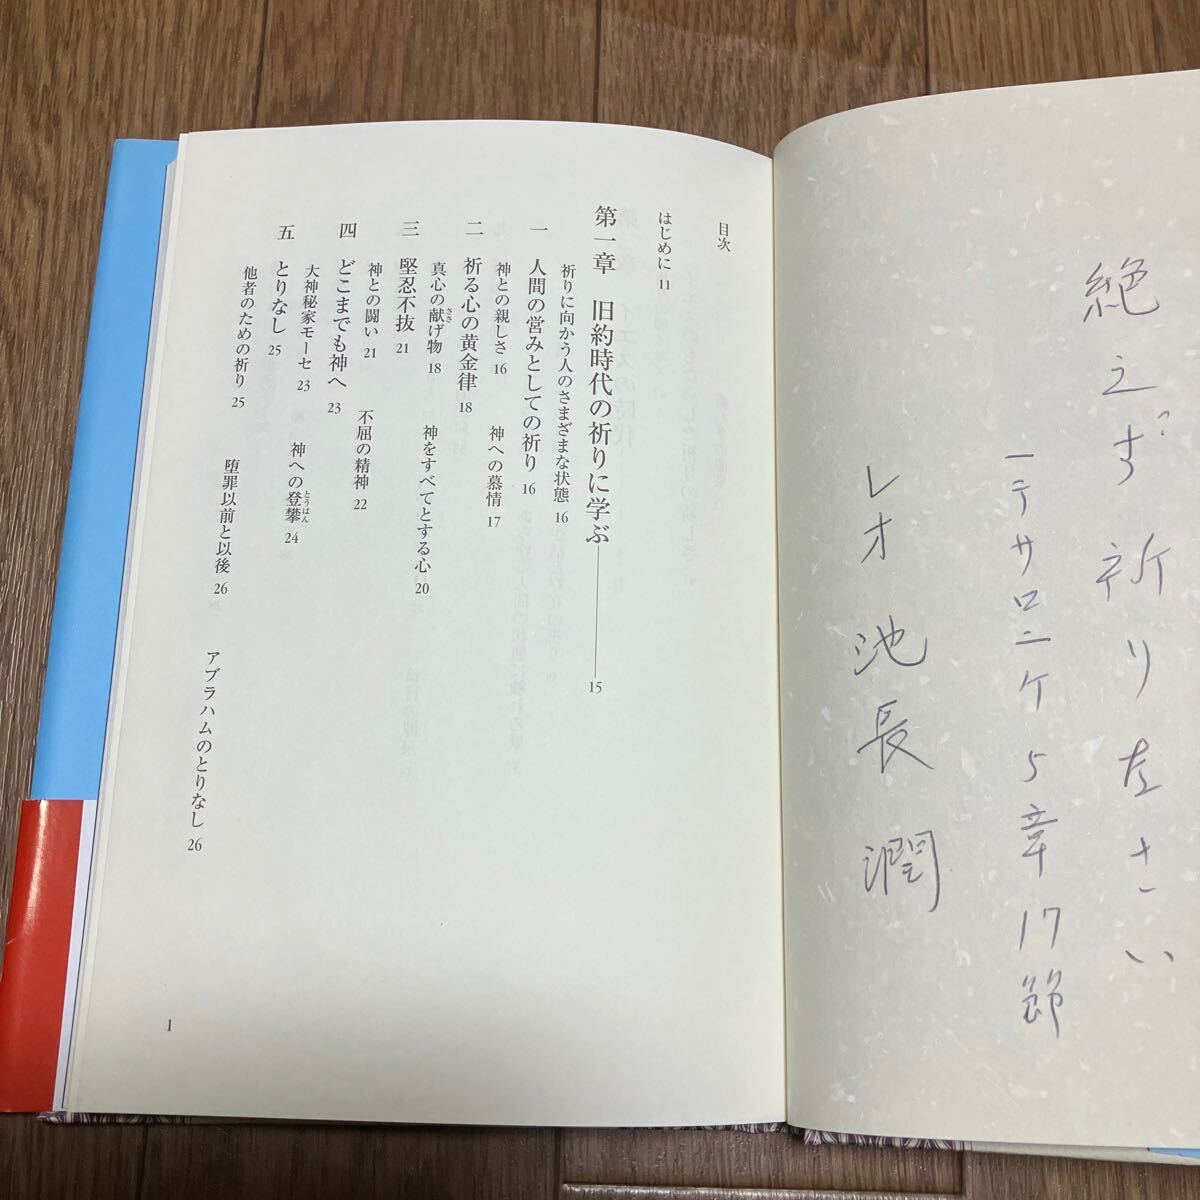 絶えず祈りなさい
一テサロニケ5章17節
レオ池長潤
目次
はじめに 11
第一章 旧約時代の祈りに学ぶ――15
祈りに向かう人のさまざまな状態 16
一 人間の営みとしての祈り 16
神との親しさ 16 神への慕情 17
二 祈る心の黄金律 18
ささ
真心の献げ物 18 神をすべてとする心 20
三 堅忍不抜 21
神との闘い 21 不屈の精神 22
四 どこまでも神へ 23
とうはん
大神秘家モーセ 23 神への登攀 24
五 とりなし 25
他者のための祈り 25 堕罪以前と以後 26 アブラハムのとりなし 26
1